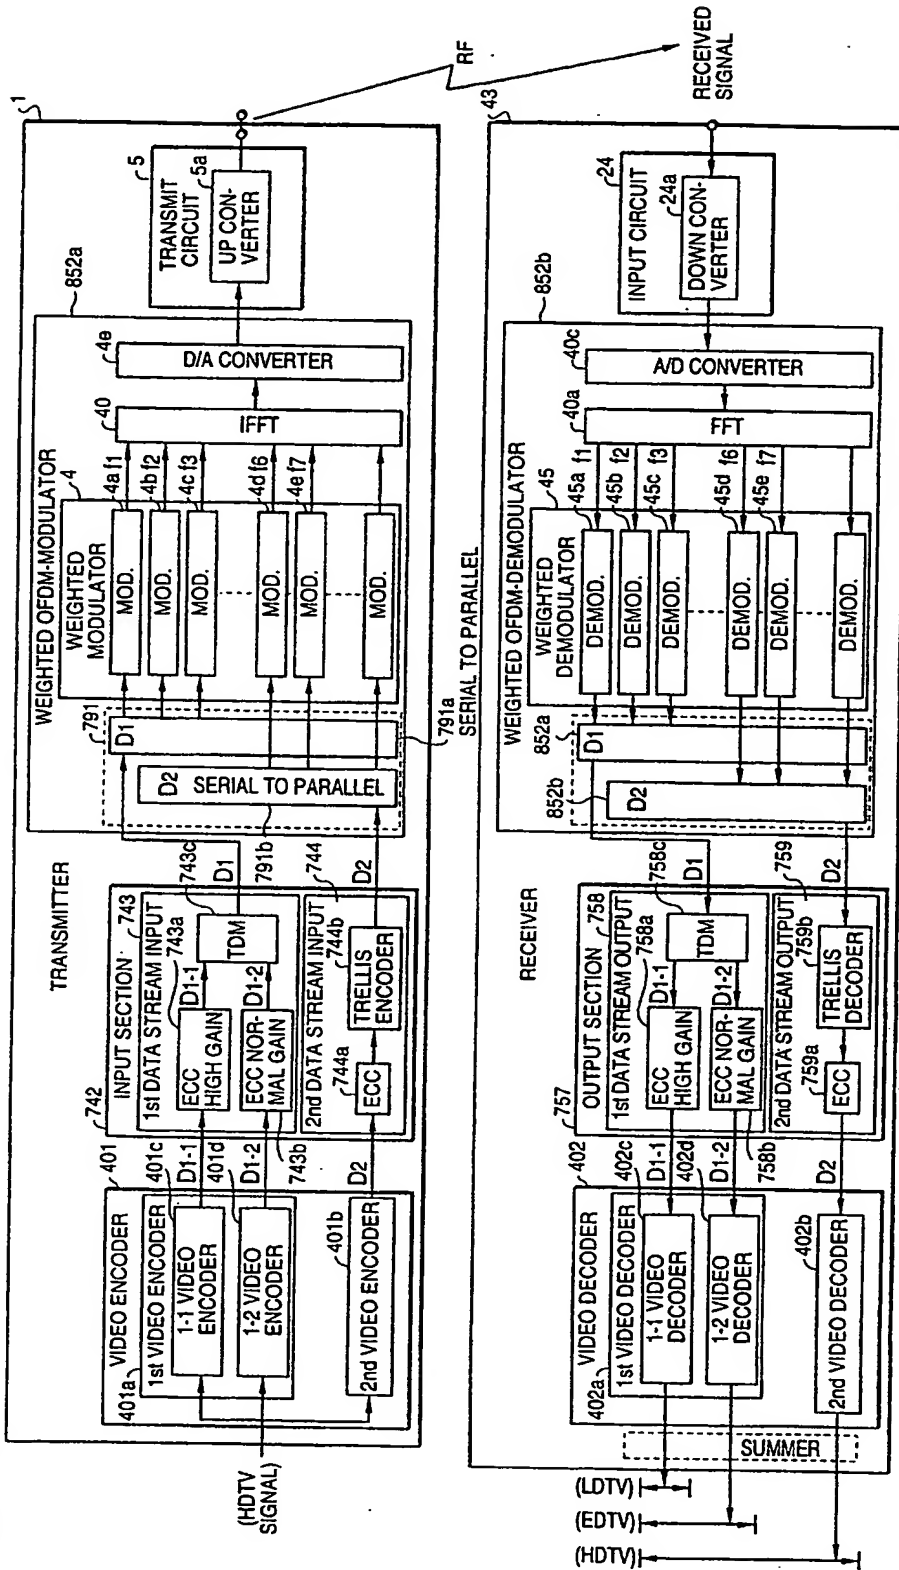 TRANSMITTER
1
(HDTV
SIGNAL)
401
VIDEO ENCODER
401a
1st VIDEO ENCODER
401c
1-1 VIDEO
ENCODER
401d
1-2 VIDEO
ENCODER
401b
2nd VIDEO ENCODER
D1-1
D1-2
D2
742
INPUT SECTION
743
1st DATA STREAM INPUT
743a
ECC
HIGH GAIN
D1-1
743c
TDM
ECC NOR-
MAL GAIN
D1-2
743b
744
2nd DATA STREAM INPUT
744a
ECC
744b
TRELLIS
ENCODER
D1
D2
WEIGHTED OFDM-MODULATOR
852a
791
D1
791a
SERIAL TO PARALLEL
D2
SERIAL TO PARALLEL
791b
4
WEIGHTED
MODULATOR
MOD.
4a
f1
MOD.
4b
f2
MOD.
4c
f3
MOD.
4d
f6
MOD.
4e
f7
MOD.
40
IFFT
4e
D/A CONVERTER
5
TRANSMIT
CIRCUIT
5a
UP CON-
VERTER
RF
RECEIVED
SIGNAL
RECEIVER
43
24
INPUT CIRCUIT
24a
DOWN CON-
VERTER
WEIGHTED OFDM-DEMODULATOR
852b
40c
A/D CONVERTER
40a
FFT
45
WEIGHTED
DEMODULATOR
DEMOD.
45a
f1
DEMOD.
45b
f2
DEMOD.
45c
f3
DEMOD.
45d
f6
DEMOD.
45e
f7
DEMOD.
852a
D1
852b
D2
D1
D2
757
OUTPUT SECTION
758
1st DATA STREAM OUTPUT
758a
ECC
HIGH GAIN
D1-1
758c
TDM
ECC NOR-
MAL GAIN
D1-2
758b
759
2nd DATA STREAM OUTPUT
759a
ECC
759b
TRELLIS
DECODER
D1-1
D1-2
D2
402
VIDEO DECODER
402a
1st VIDEO DECODER
402c
1-1 VIDEO
DECODER
402d
1-2 VIDEO
DECODER
402b
2nd VIDEO DECODER
SUMMER
(LDTV)
(EDTV)
(HDTV)